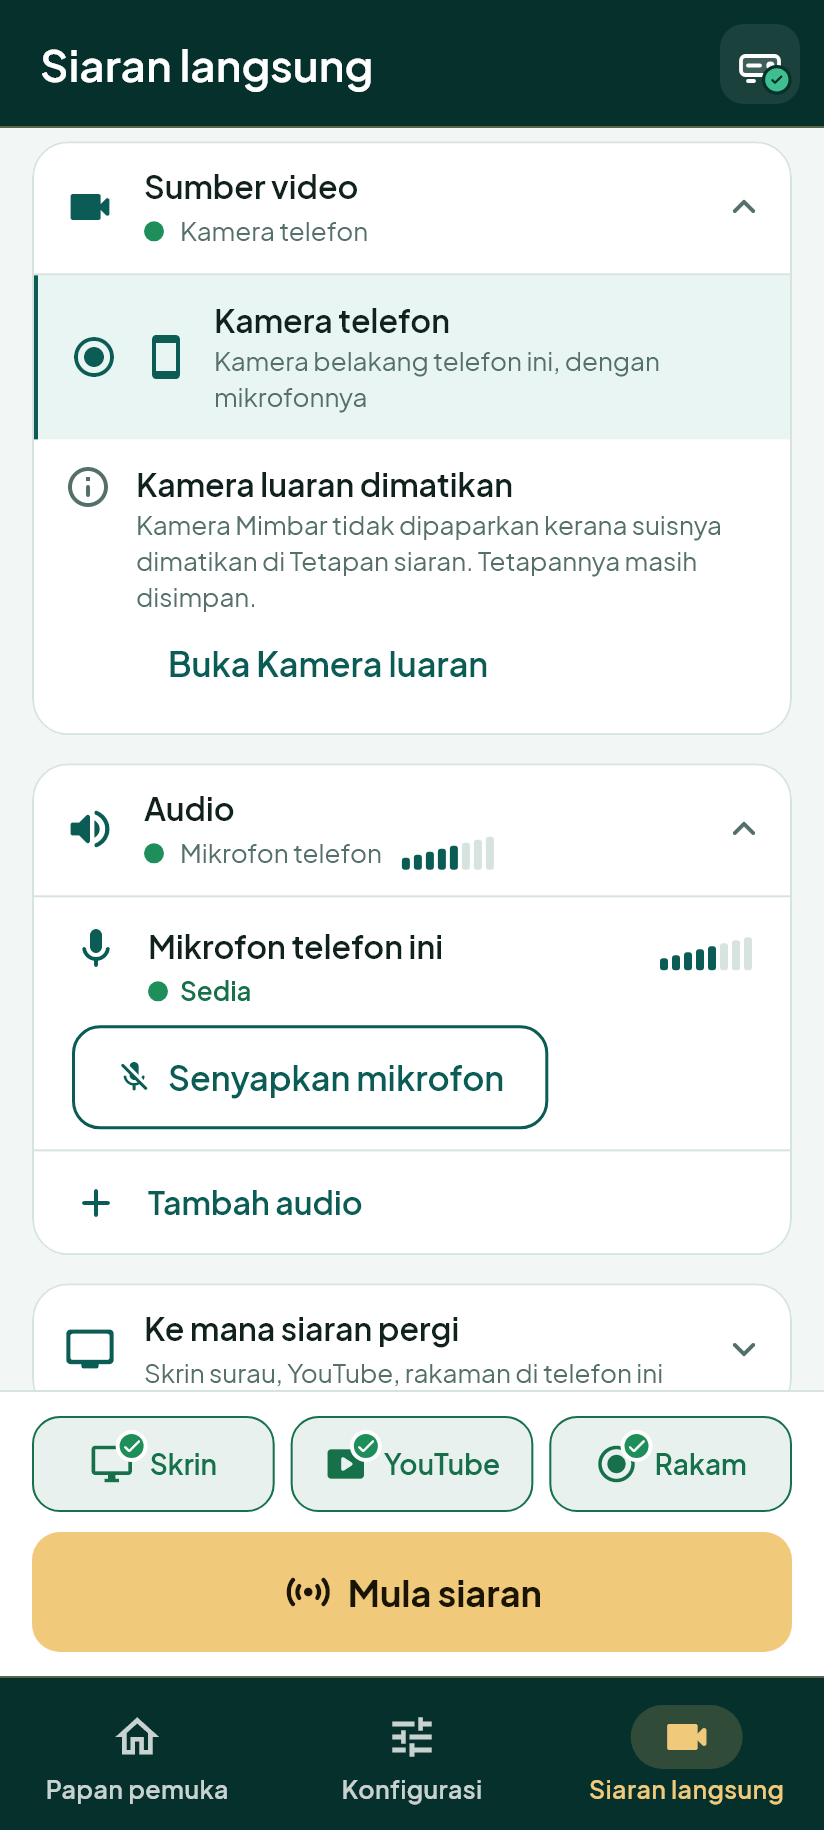 Siaran langsung
Sumber video
Kamera telefon
Kamera telefon
Kamera belakang telefon ini, dengan
mikrofonnya
Kamera luaran dimatikan
Kamera Mimbar tidak dipaparkan kerana suisnya
dimatikan di Tetapan siaran. Tetapannya masih
disimpan.
Buka Kamera luaran
Audio
Mikrofon telefon
Mikrofon telefon ini
Sedia
Senyapkan mikrofon
Tambah audio
Ke mana siaran pergi
Skrin surau, YouTube, rakaman di telefon ini
Skrin
YouTube
Rakam
Mula siaran
Papan pemuka
Konfigurasi
Siaran langsung